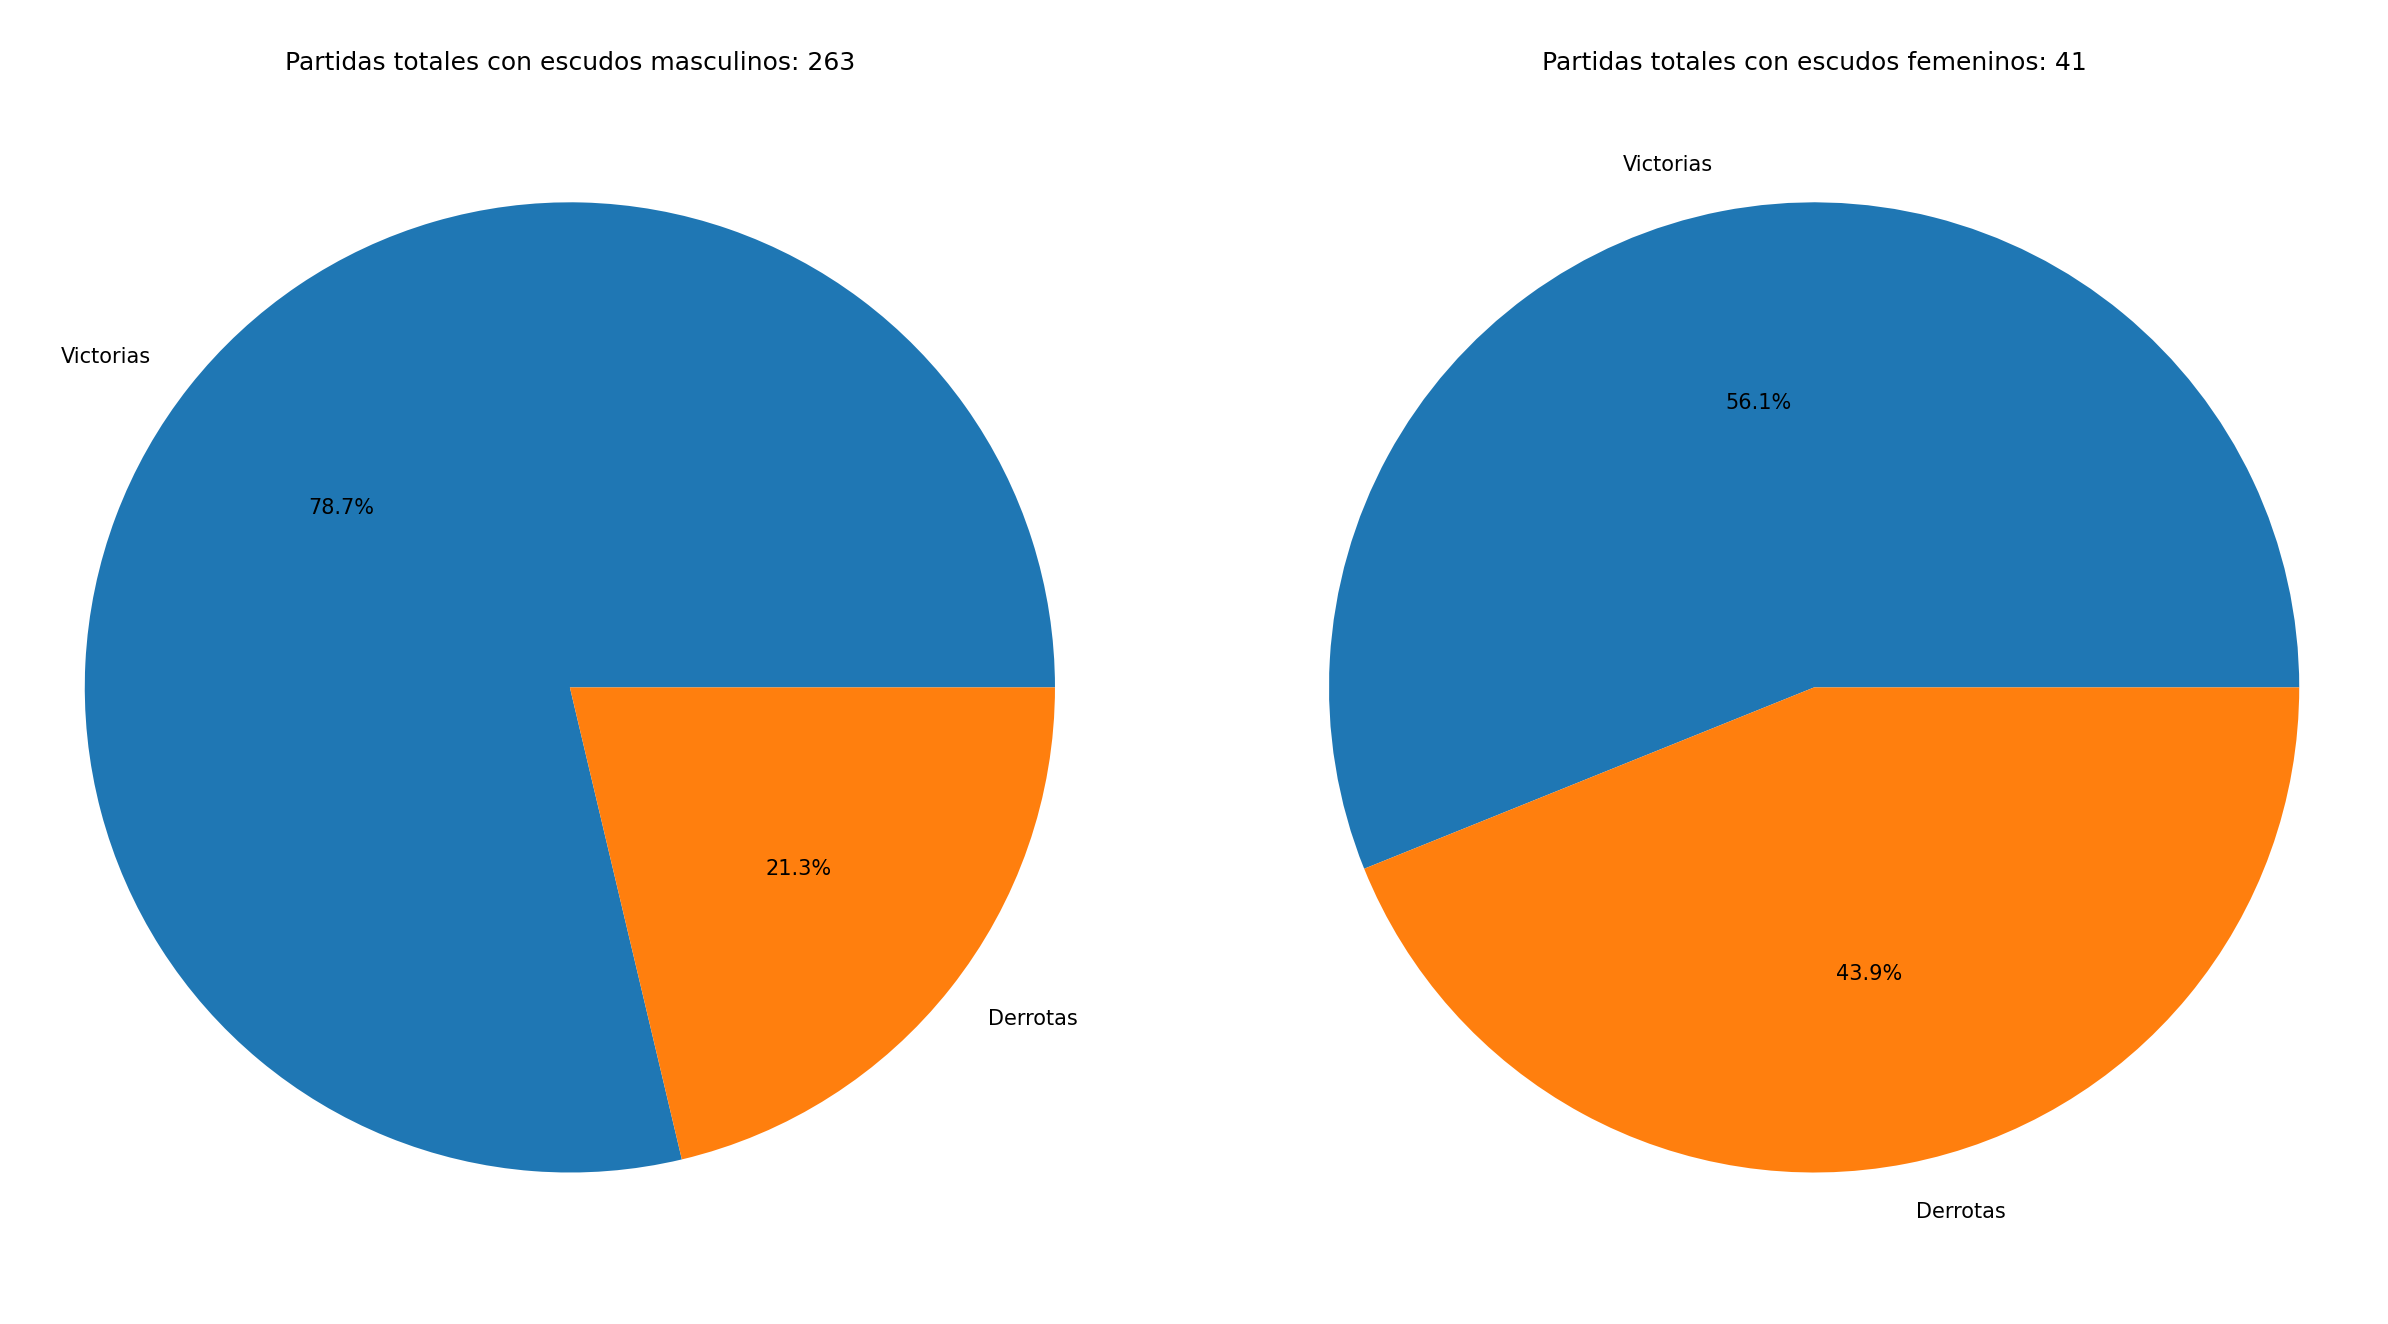 Partidas totales con escudos masculinos: 263
Victorias
78.7%
21.3%
Derrotas
Partidas totales con escudos femeninos: 41
Victorias
56.1%
43.9%
Derrotas